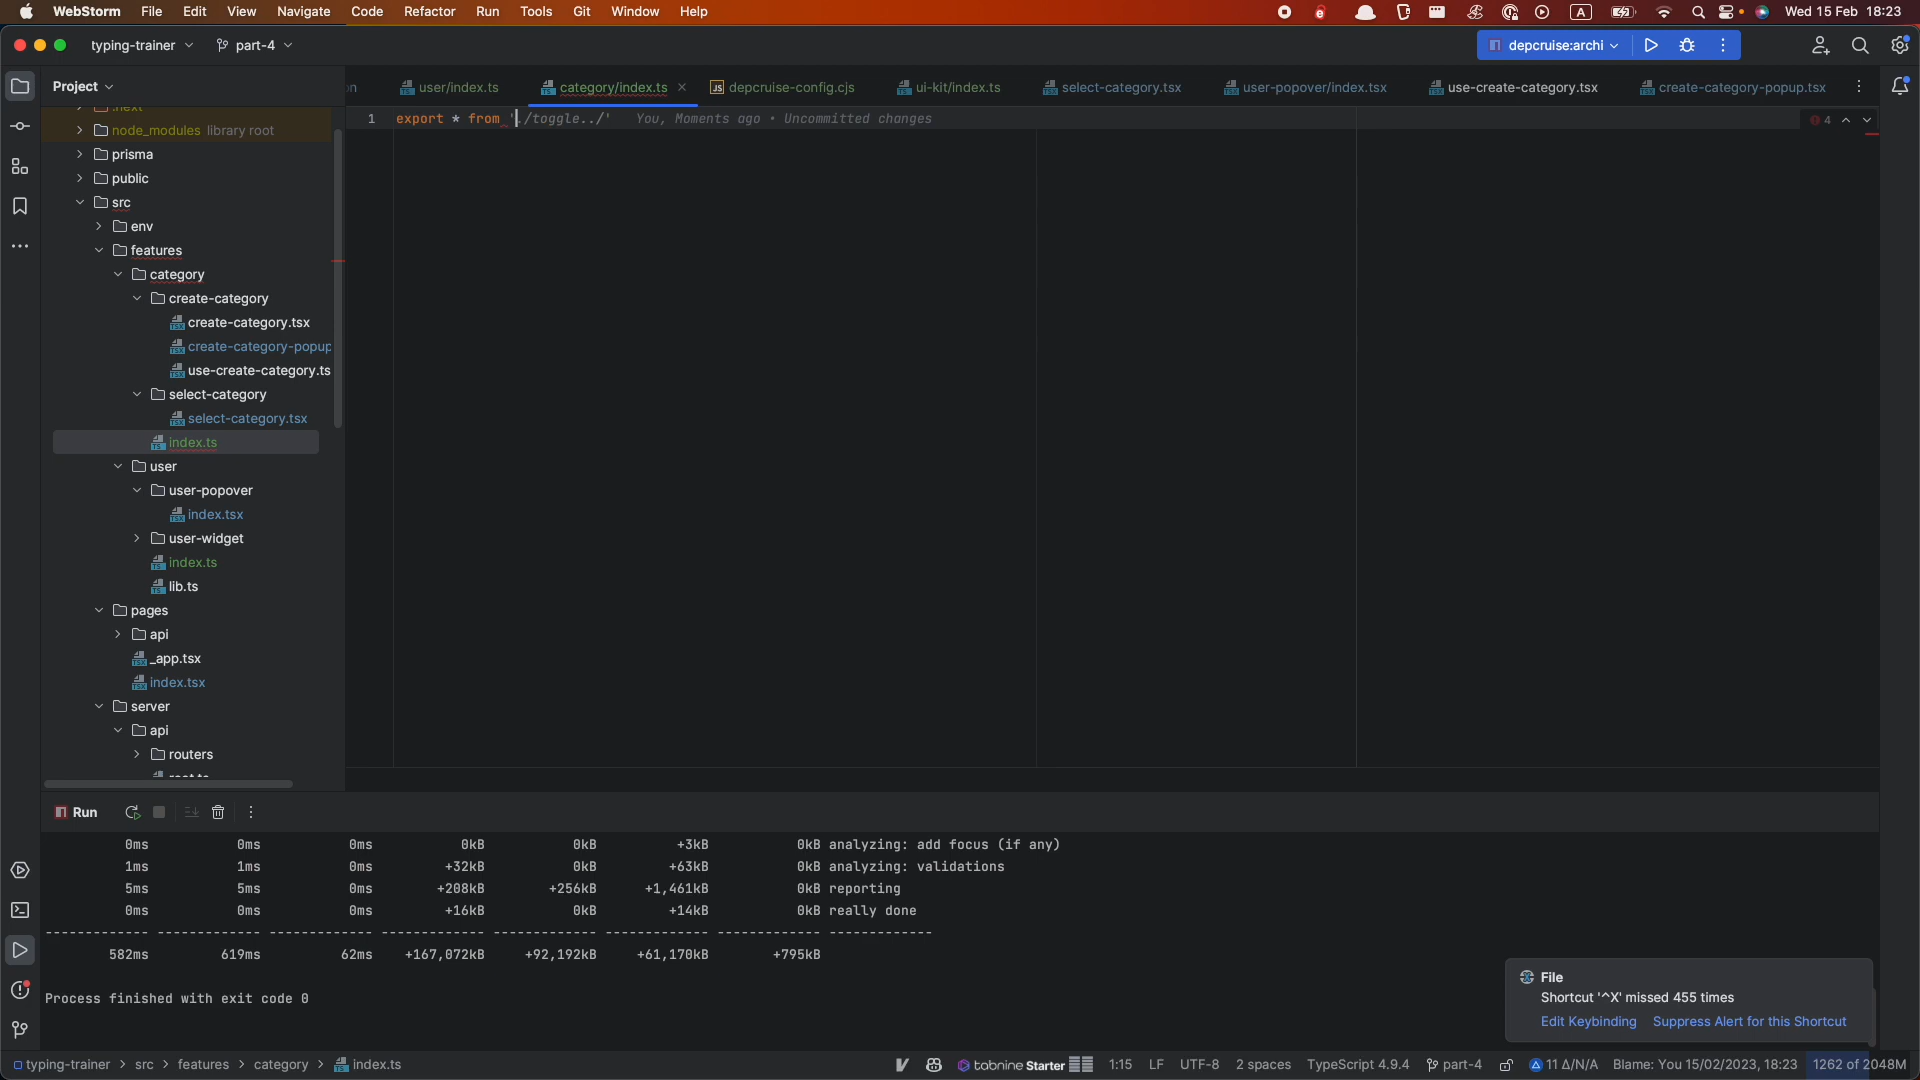 WebStorm File Edit View Navigate Code Refactor Run Tools Git Window Help
A
Wed 15 Feb 18:23
typing-trainer
part-4
depcruise:archi
Project
user/index.ts
category/index.ts
JS depcruise-config.cjs
ui-kit/index.ts
select-category.tsx
user-popover/index.tsx
use-create-category.tsx
create-category-popup.tsx
1 export * from './toggle../' You, Moments ago • Uncommitted changes
4
.next
node_modules library root
prisma
public
src
env
features
category
create-category
create-category.tsx
create-category-popup
use-create-category.ts
select-category
select-category.tsx
index.ts
user
user-popover
index.tsx
user-widget
index.ts
lib.ts
pages
api
_app.tsx
index.tsx
server
api
routers
root.ts
Run
0ms 0ms 0ms 0kB 0kB +3kB 0kB analyzing: add focus (if any)
1ms 1ms 0ms +32kB 0kB +63kB 0kB analyzing: validations
5ms 5ms 0ms +208kB +256kB +1,461kB 0kB reporting
0ms 0ms 0ms +16kB 0kB +14kB 0kB really done
------------- ------------- ------------- ------------- ------------- ------------- ------------- -------------
582ms 619ms 62ms +167,072kB +92,192kB +61,170kB +795kB
Process finished with exit code 0
File
Shortcut '^X' missed 455 times
Edit Keybinding Suppress Alert for this Shortcut
typing-trainer > src > features > category > index.ts
tabnine Starter
1:15 LF UTF-8 2 spaces TypeScript 4.9.4 part-4 11 Δ/N/A Blame: You 15/02/2023, 18:23 1262 of 2048M